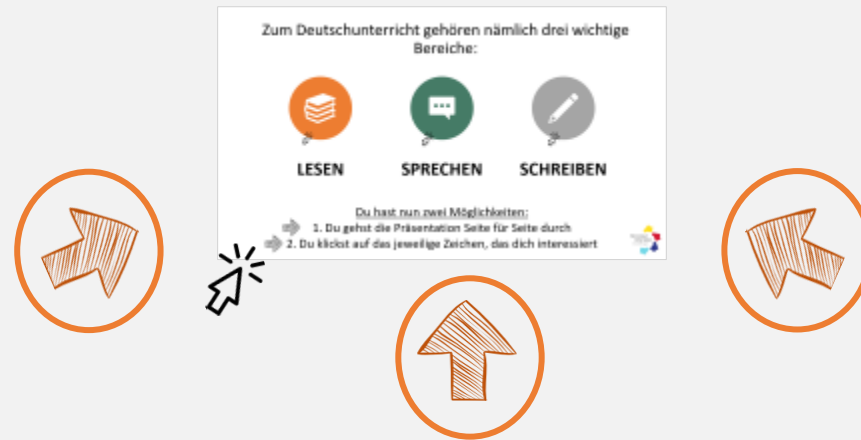 Zum Deutschunterricht gehören nämlich drei wichtige
Bereiche:
LESEN
SPRECHEN
SCHREIBEN
Du hast nun zwei Möglichkeiten:
1. Du gehst die Präsentation Seite für Seite durch
2. Du klickst auf das jeweilige Zeichen, das dich interessiert